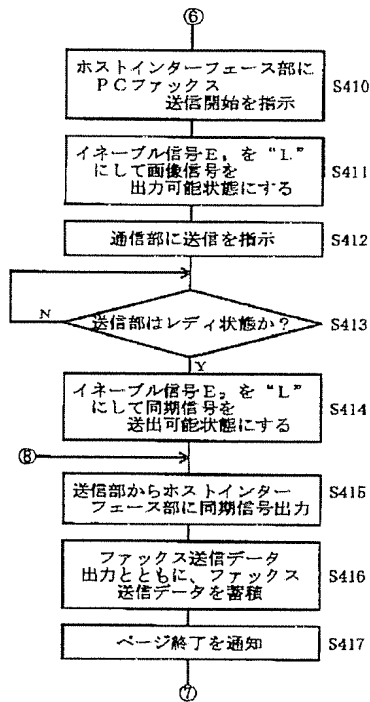 ⑥
ホストインターフェース部に
PCファックス
送信開始を指示
S410
イネーブル信号E₁を“L”
にして画像信号を
出力可能状態にする
S411
通信部に送信を指示
S412
N
送信部はレディ状態か？
S413
Y
イネーブル信号E₂を“L”
にして同期信号を
送出可能状態にする
S414
⑧
送信部からホストインター
フェース部に同期信号出力
S415
ファックス送信データ
出力とともに、ファックス
送信データを蓄積
S416
ページ終了を通知
S417
⑦